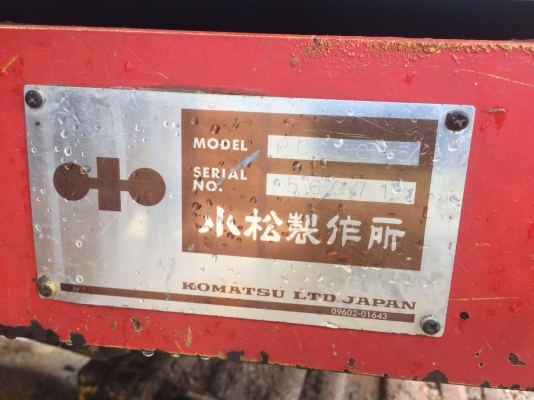 MODEL
SERIAL NO.
小松製作所
KOMATSU LTD JAPAN
09602-01643